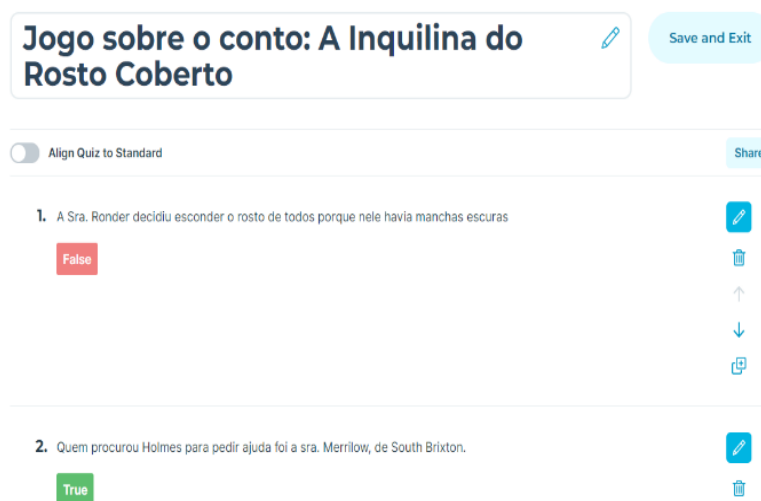 Jogo sobre o conto: A Inquilina do
Rosto Coberto
Save and Exit
Align Quiz to Standard
Share
1. A Sra. Ronder decidiu esconder o rosto de todos porque nele havia manchas escuras
False
2. Quem procurou Holmes para pedir ajuda foi a sra. Merrilow, de South Brixton.
True